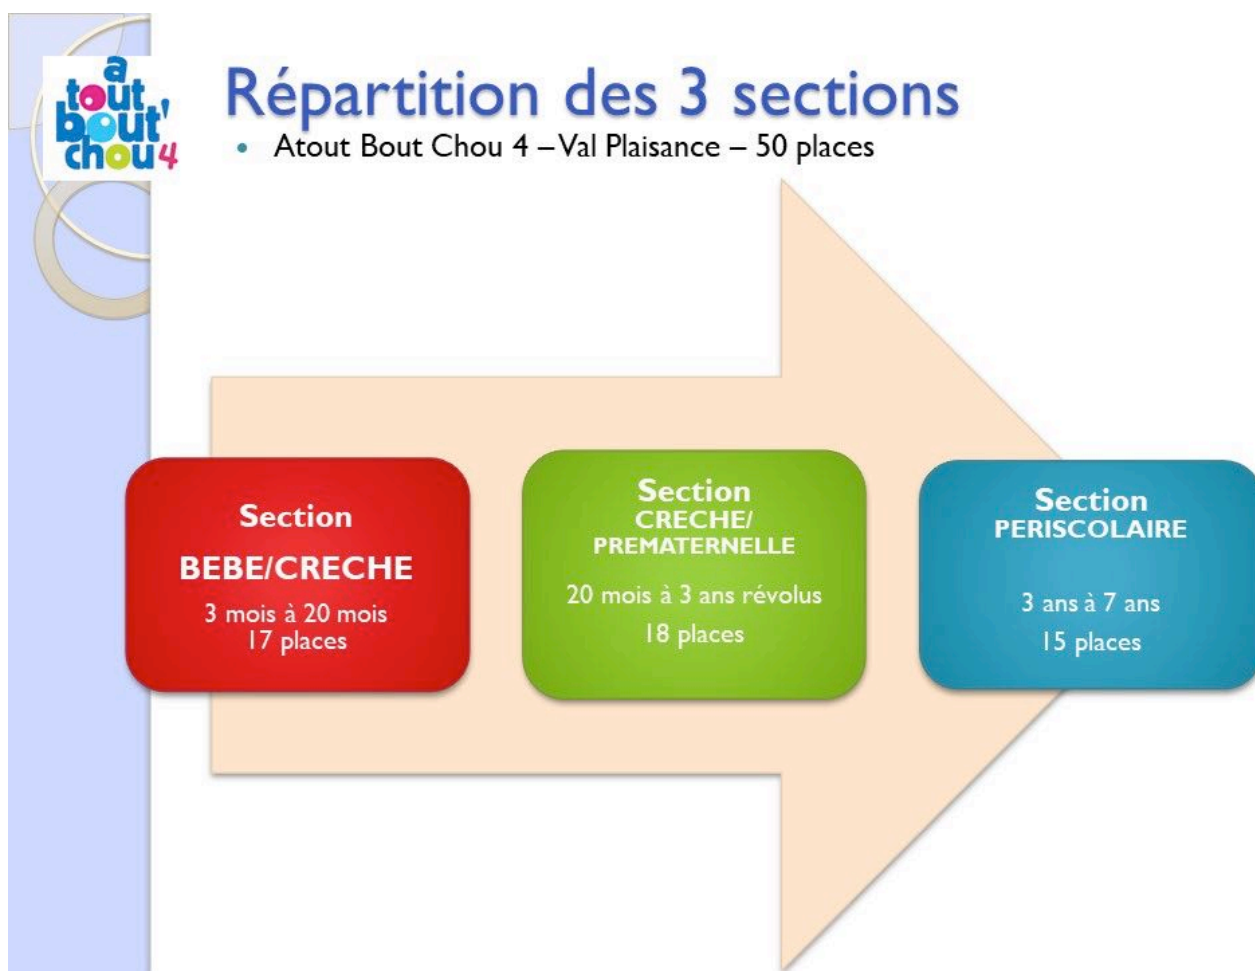 a
tout
bout'
chou 4
Répartition des 3 sections
• Atout Bout Chou 4 – Val Plaisance – 50 places
Section
BEBE/CRECHE
3 mois à 20 mois
17 places
Section
CRECHE/
PREMATERNELLE
20 mois à 3 ans révolus
18 places
Section
PERISCOLAIRE
3 ans à 7 ans
15 places